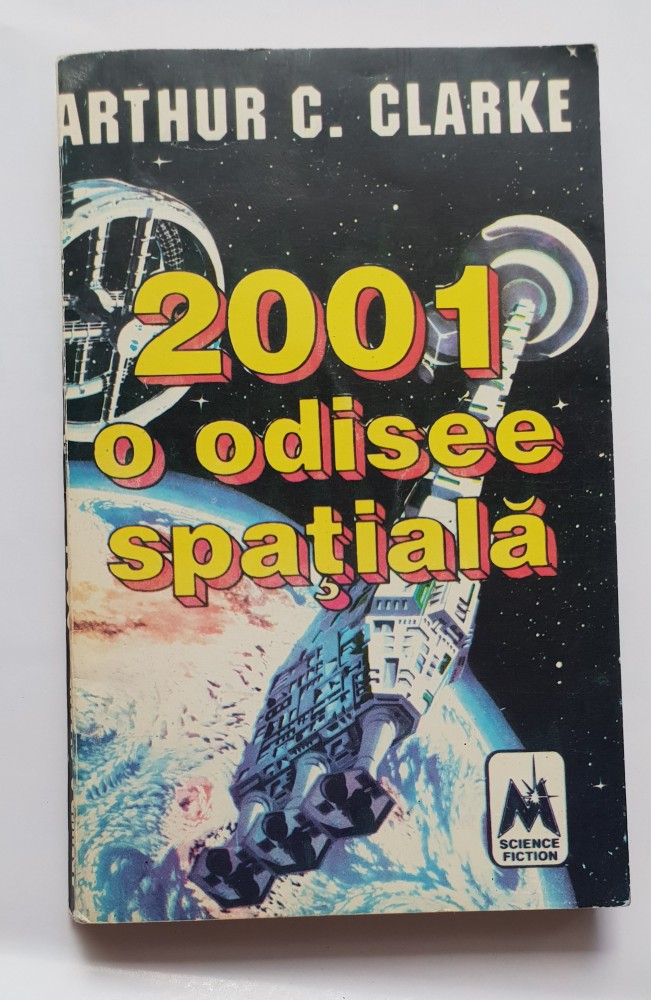 ARTHUR C. CLARKE
2001
o odisee
spațială
M
SCIENCE
FICTION